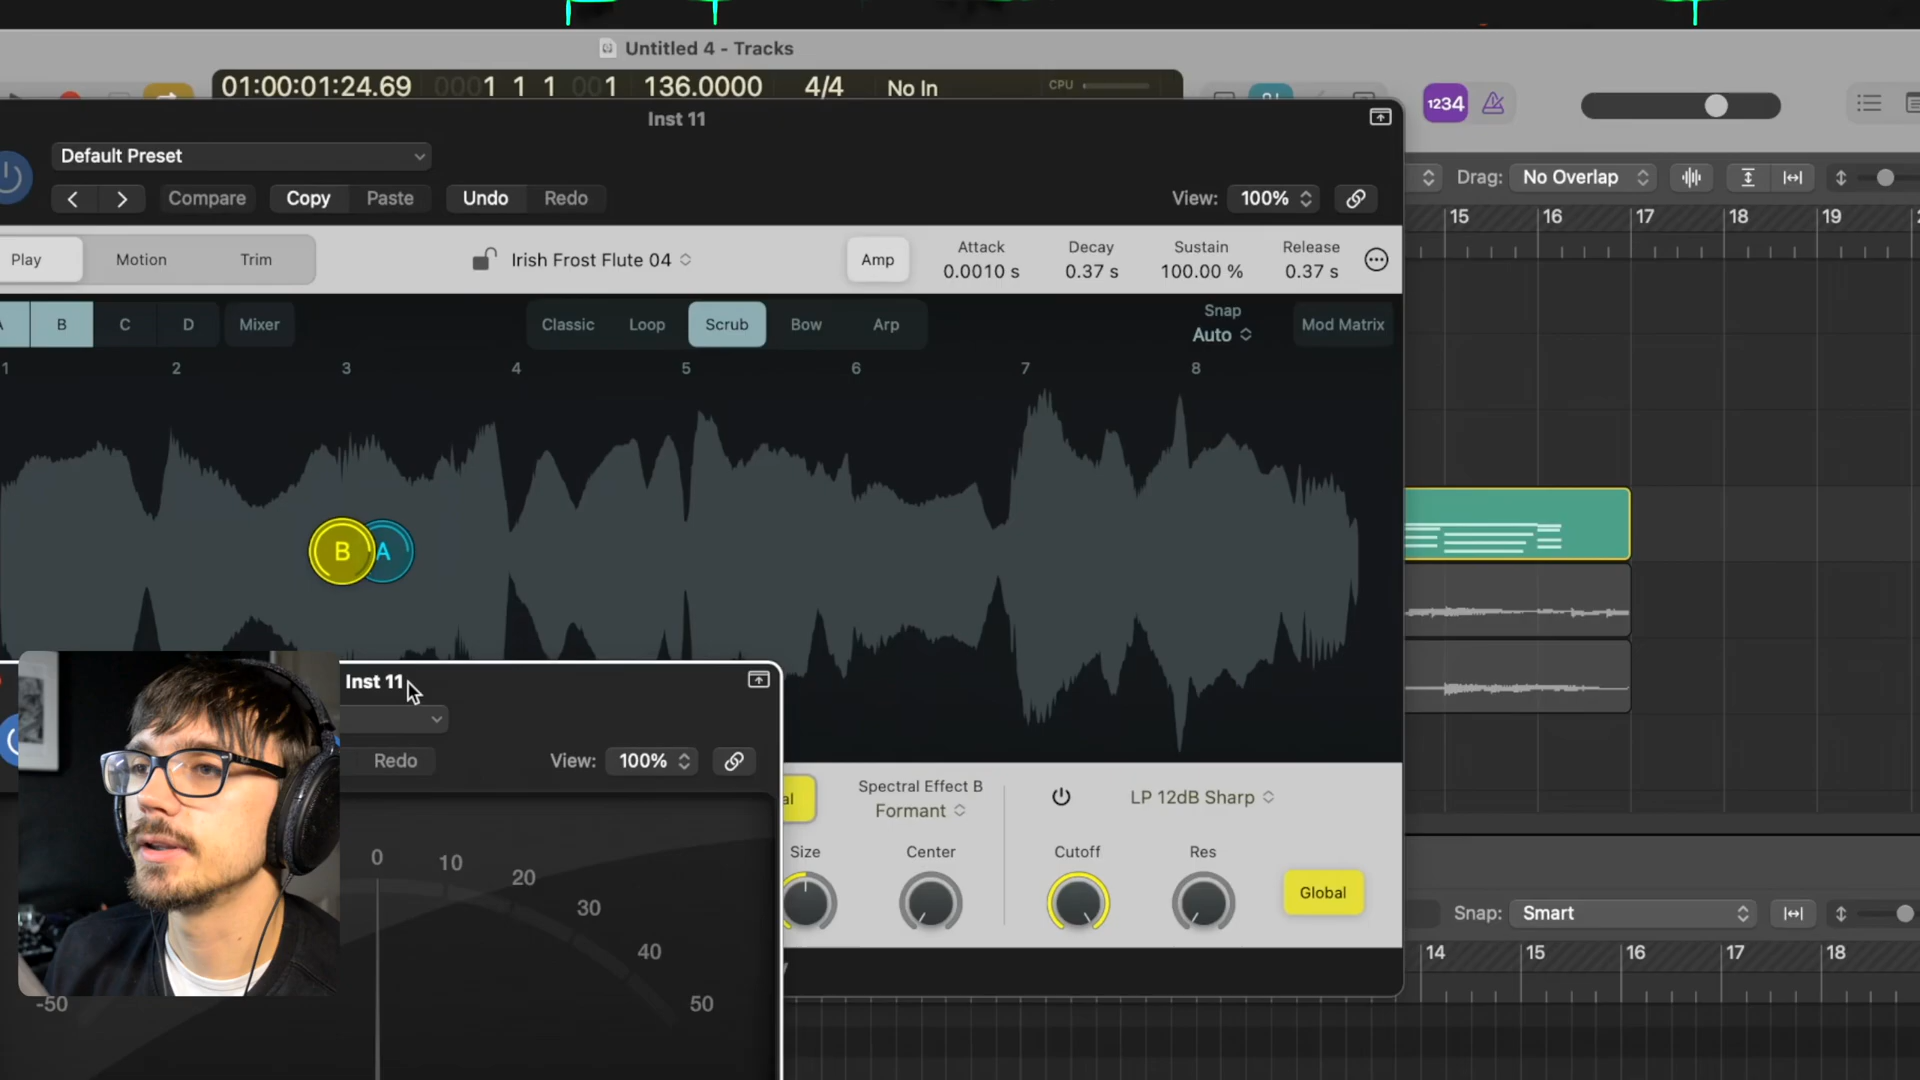 Untitled 4 - Tracks
01:00:01:24.69 0001 1 1 001 136.0000 4/4 No In CPU
1234
Inst 11
Default Preset
Compare Copy Paste Undo Redo View: 100%
Drag: No Overlap
15 16 17 18 19
Play Motion Trim Irish Frost Flute 04 Amp
Attack Decay Sustain Release
0.0010 s 0.37 s 100.00 % 0.37 s
A B C D Mixer Classic Loop Scrub Bow Arp
Snap
Auto
Mod Matrix
1 2 3 4 5 6 7 8
B A
Inst 11
Redo View: 100%
0 10 20 30 40 50
-50
Spectral Effect B
Formant
LP 12dB Sharp
Size Center Cutoff Res
Global
Snap: Smart
14 15 16 17 18